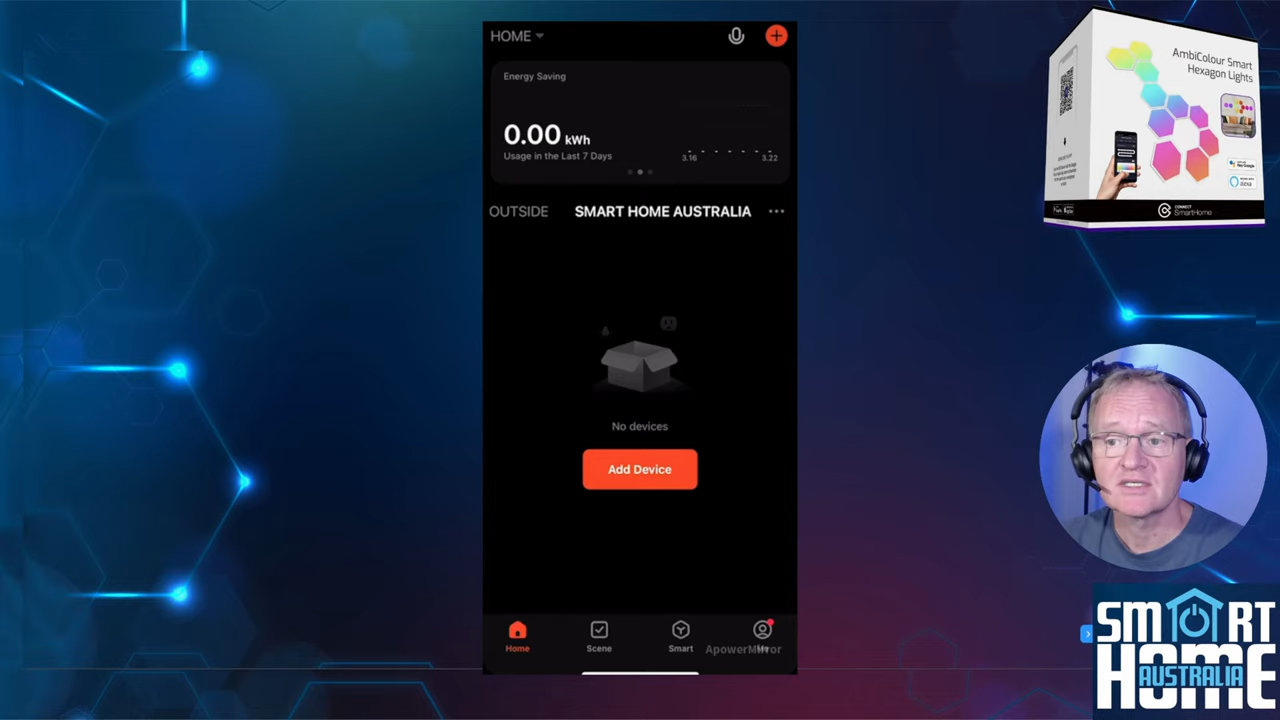 HOME
Energy Saving
0.00 kWh
Usage in the Last 7 Days
3.16
3.22
OUTSIDE
SMART HOME AUSTRALIA
No devices
Add Device
Home
Scene
Smart
ApowerMirror
AmbiColour Smart
Hexagon Lights
CONNECT
SmartHome
SMART
HOME
AUSTRALIA